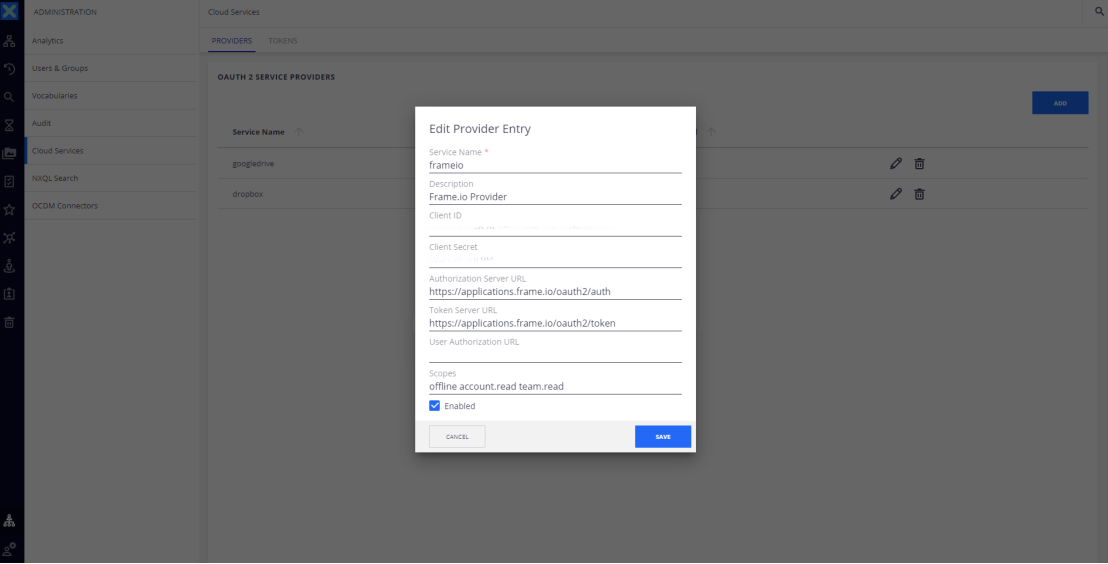 ADMINISTRATION
Cloud Services
Analytics
Users & Groups
Vocabularies
Audit
Cloud Services
NXQL Search
OCDM Connectors
PROVIDERS TOKENS
OAUTH 2 SERVICE PROVIDERS
ADD
Service Name
googledrive
dropbox
Edit Provider Entry
Service Name *
frameio
Description
Frame.io Provider
Client ID
Client Secret
Authorization Server URL
https://applications.frame.io/oauth2/auth
Token Server URL
https://applications.frame.io/oauth2/token
User Authorization URL
Scopes
offline account.read team.read
Enabled
CANCEL
SAVE